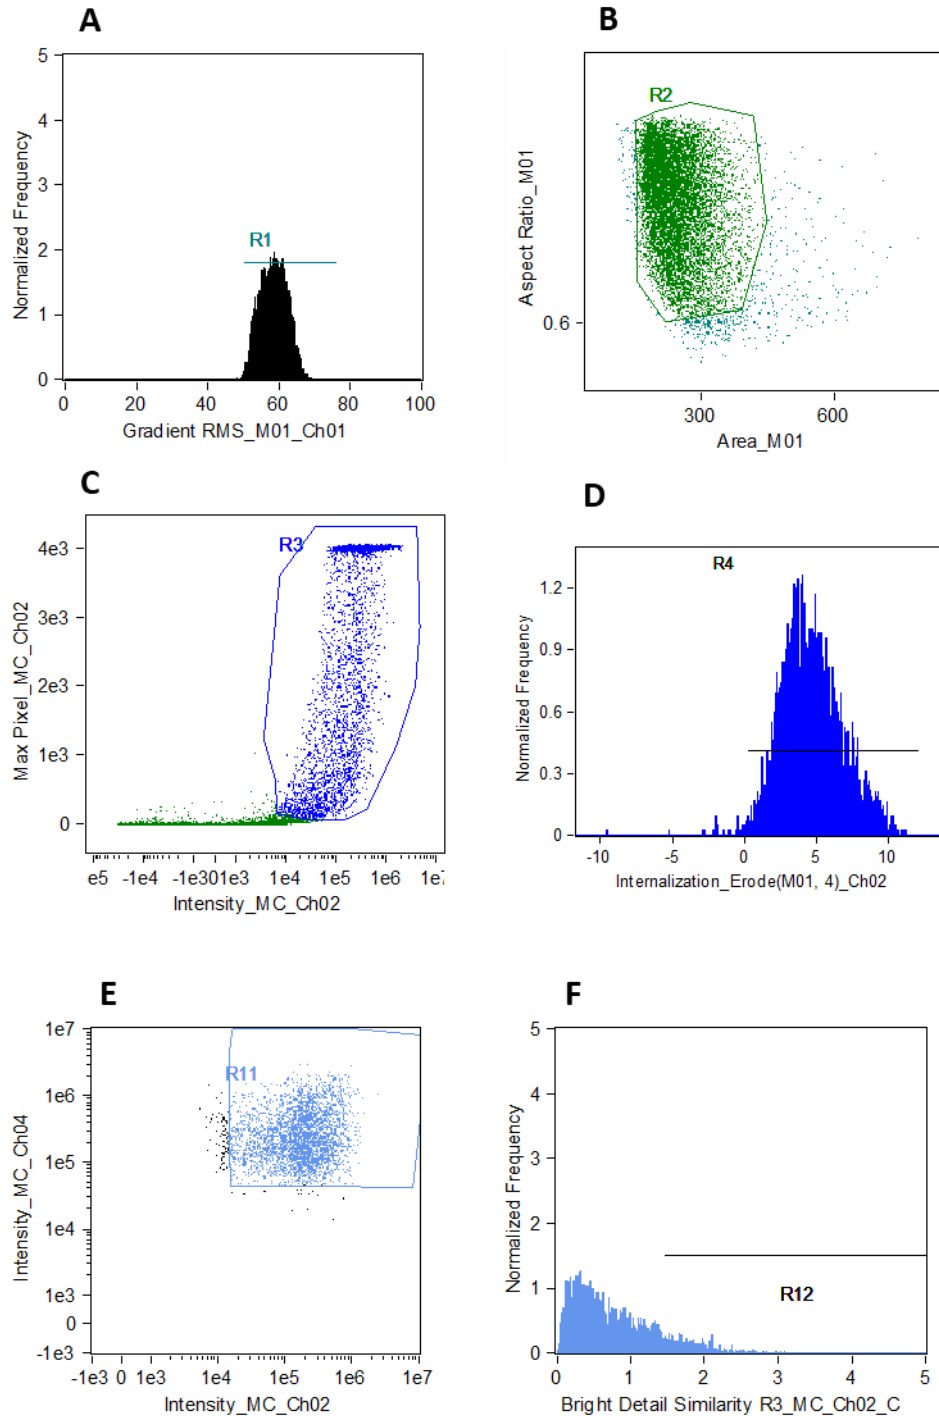 A
5
4
3
2
1
0
Normalized Frequency
R1
0 20 40 60 80 100
Gradient RMS_M01_Ch01
B
R2
Aspect Ratio_M01
0.6
300 600
Area_M01
C
R3
4e3
3e3
2e3
1e3
0
Max Pixel_MC_Ch02
e5 -1e4 -1e301e3 1e4 1e5 1e6 1e7
Intensity_MC_Ch02
D
R4
1.2
0.9
0.6
0.3
0
Normalized Frequency
-10 -5 0 5 10
Internalization_Erode(M01, 4)_Ch02
E
1e7
1e6
1e5
1e4
1e3
0
-1e3
Intensity_MC_Ch04
R11
-1e3 0 1e3 1e4 1e5 1e6 1e7
Intensity_MC_Ch02
F
5
4
3
2
1
0
Normalized Frequency
R12
0 1 2 3 4 5
Bright Detail Similarity R3_MC_Ch02_C